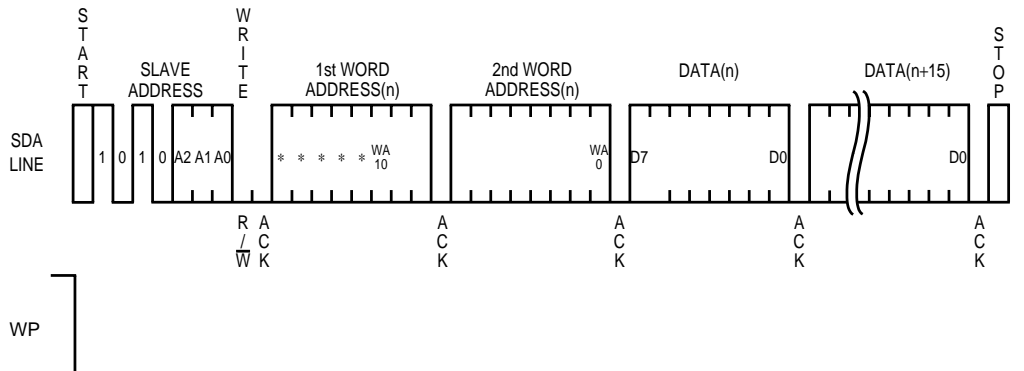 START
WRITE
STOP
SLAVE
ADDRESS
1st WORD
ADDRESS(n)
2nd WORD
ADDRESS(n)
DATA(n)
DATA(n+15)
SDA
LINE
1 0 1 0 A2 A1 A0
* * * * * WA
10
WA
0
D7 D0 D0
R/W
ACK
ACK
ACK
ACK
ACK
WP